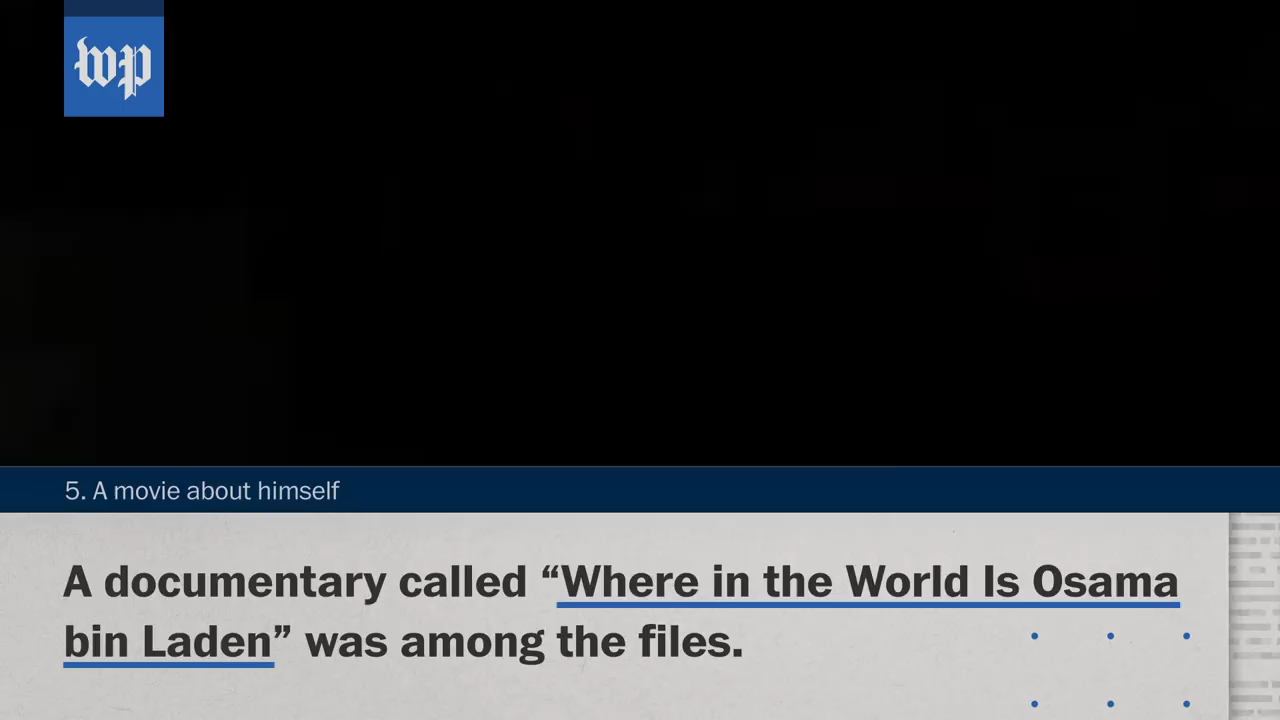 wp
5. A movie about himself
A documentary called “Where in the World Is Osama
bin Laden” was among the files.